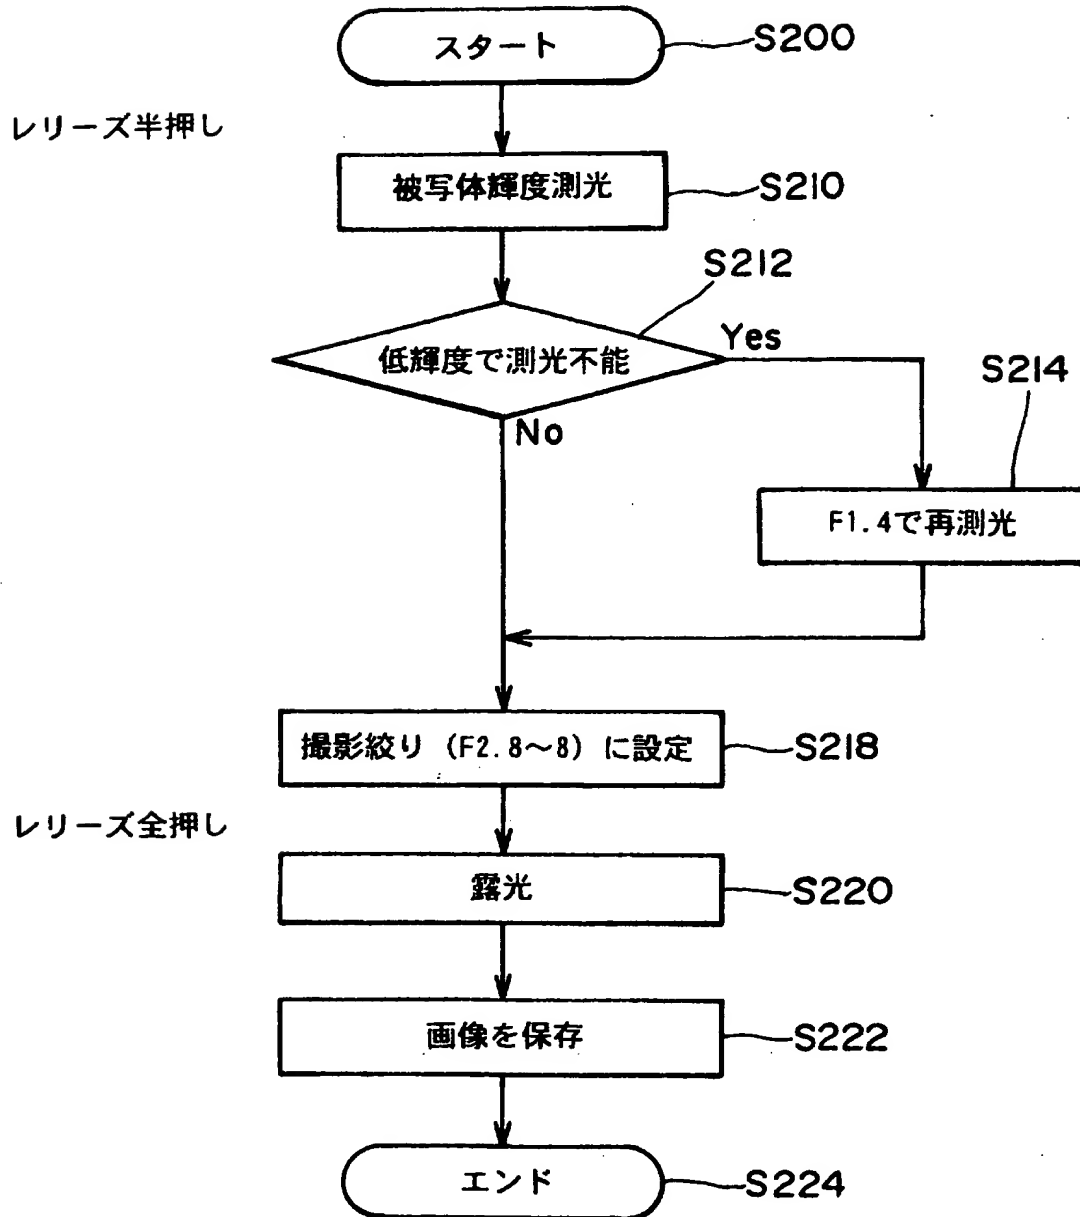 スタート
S200
レリーズ半押し
被写体輝度測光
S210
S212
低輝度で測光不能
Yes
No
S214
F1.4で再測光
撮影絞り (F2.8～8) に設定
S218
レリーズ全押し
露光
S220
画像を保存
S222
エンド
S224